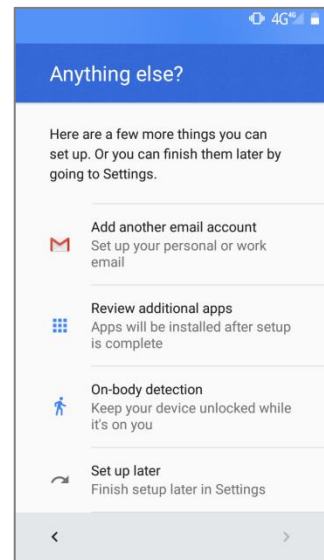 4G
Anything else?
Here are a few more things you can
set up. Or you can finish them later by
going to Settings.
Add another email account
Set up your personal or work
email
Review additional apps
Apps will be installed after setup
is complete
On-body detection
Keep your device unlocked while
it's on you
Set up later
Finish setup later in Settings